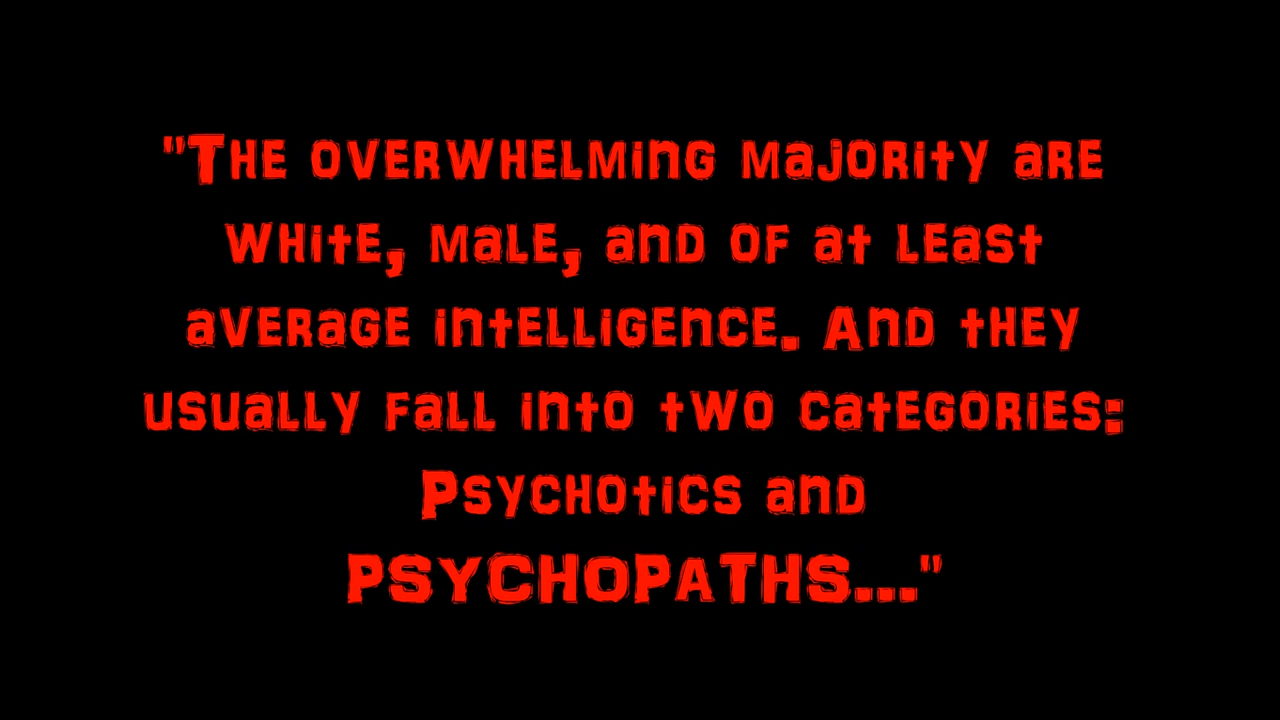 "The overwhelming majority are
white, male, and of at least
average intelligence. And they
usually fall into two categories:
Psychotics and
PSYCHOPATHS..."